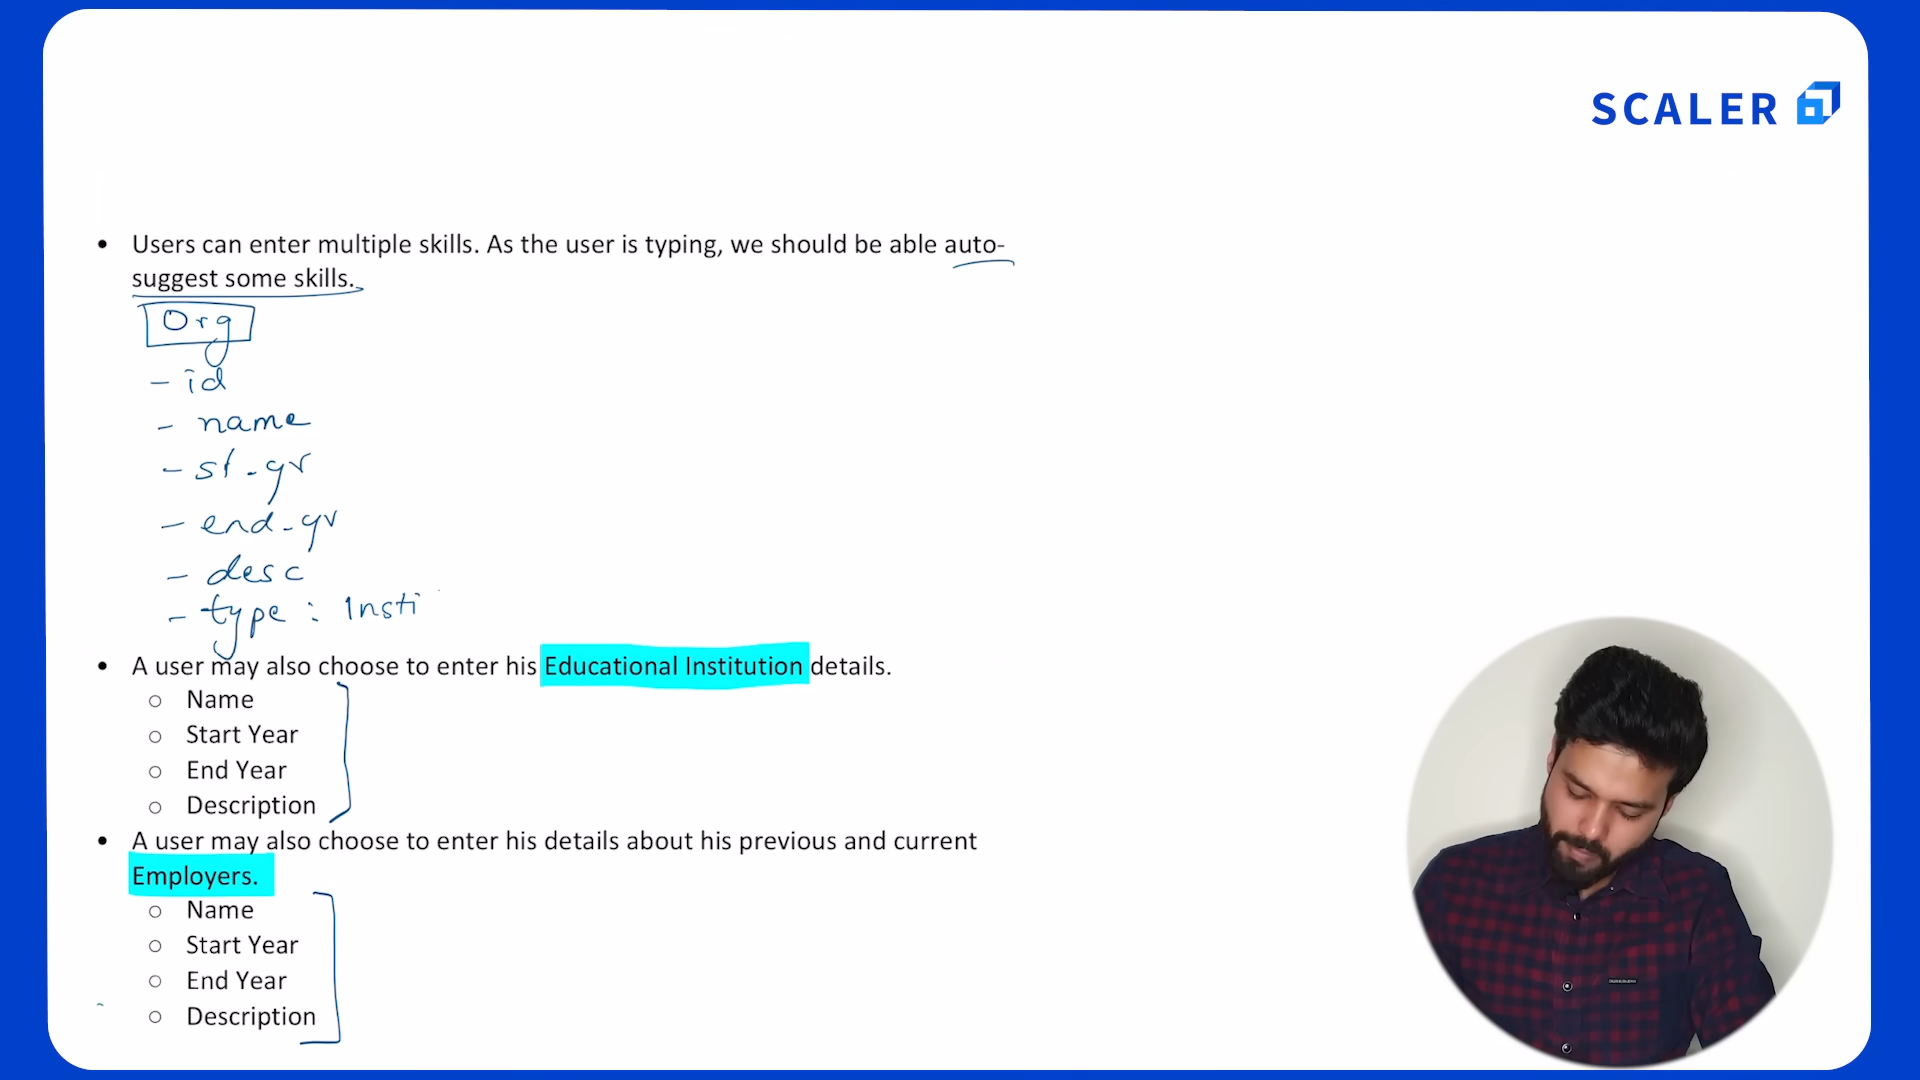 SCALER
• Users can enter multiple skills. As the user is typing, we should be able auto-
suggest some skills.
Org
- id
- name
- st-yr
- end-yr
- desc
- type : Insti
• A user may also choose to enter his Educational Institution details.
○ Name
○ Start Year
○ End Year
○ Description
• A user may also choose to enter his details about his previous and current
Employers.
○ Name
○ Start Year
○ End Year
○ Description